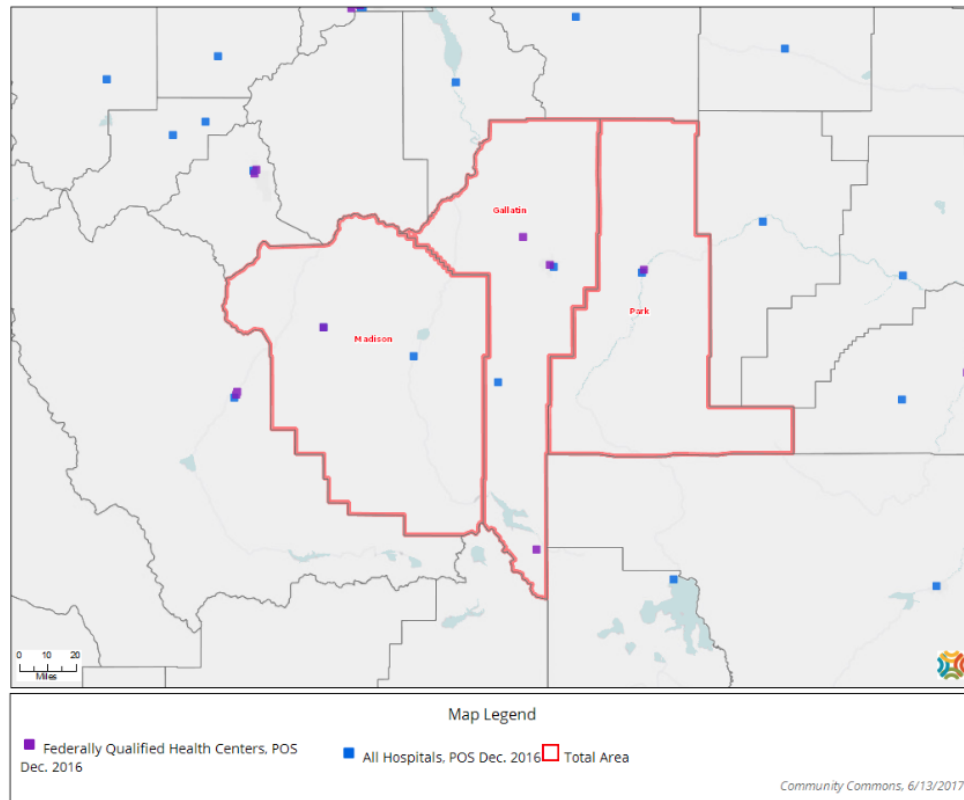 Gallatin
Park
Madison
0 10 20
Miles
Map Legend
Federally Qualified Health Centers, POS
Dec. 2016
All Hospitals, POS Dec. 2016
Total Area
Community Commons, 6/13/2017